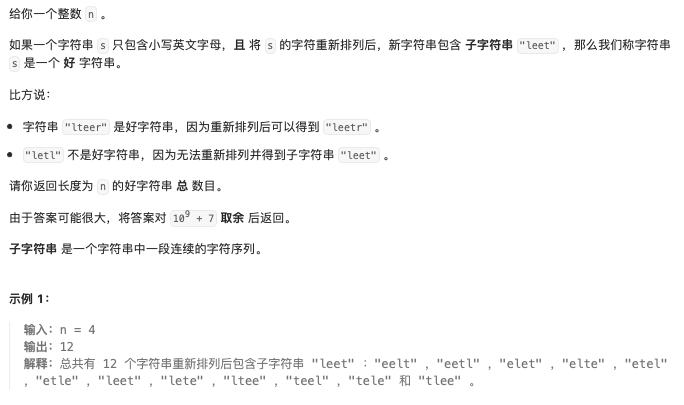 给你一个整数 n 。
如果一个字符串 s 只包含小写英文字母，且 将 s 的字符重新排列后，新字符串包含 子字符串 "leet" ，那么我们称字符串
s 是一个 好 字符串。
比方说：
• 字符串 "lteer" 是好字符串，因为重新排列后可以得到 "leetr" 。
• "letl" 不是好字符串，因为无法重新排列并得到子字符串 "leet" 。
请你返回长度为 n 的好字符串 总 数目。
由于答案可能很大，将答案对 10⁹ + 7 取余 后返回。
子字符串 是一个字符串中一段连续的字符序列。
示例 1：
输入：n = 4
输出：12
解释：总共有 12 个字符串重新排列后包含子字符串 "leet" ："eelt" ，"eetl" ，"elet" ，"elte" ，"etel"
，"etle" ，"leet" ，"lete" ，"ltee" ，"teel" ，"tele" 和 "tlee" 。